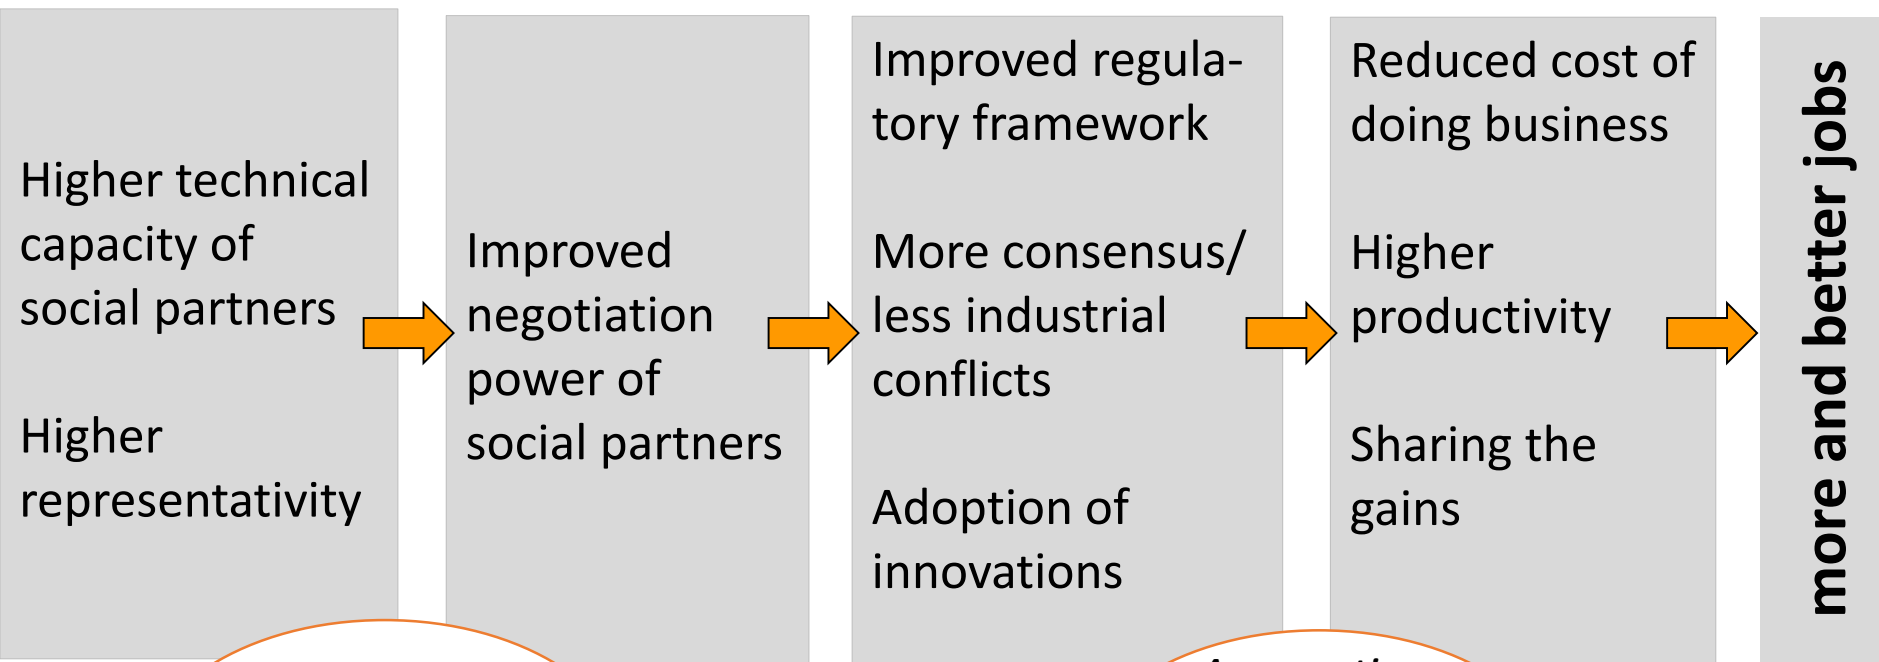 Higher technical
capacity of
social partners
Higher
representativity
Improved
negotiation
power of
social partners
Improved regula-
tory framework
More consensus/
less industrial
conflicts
Adoption of
innovations
Reduced cost of
doing business
Higher
productivity
Sharing the
gains
more and better jobs